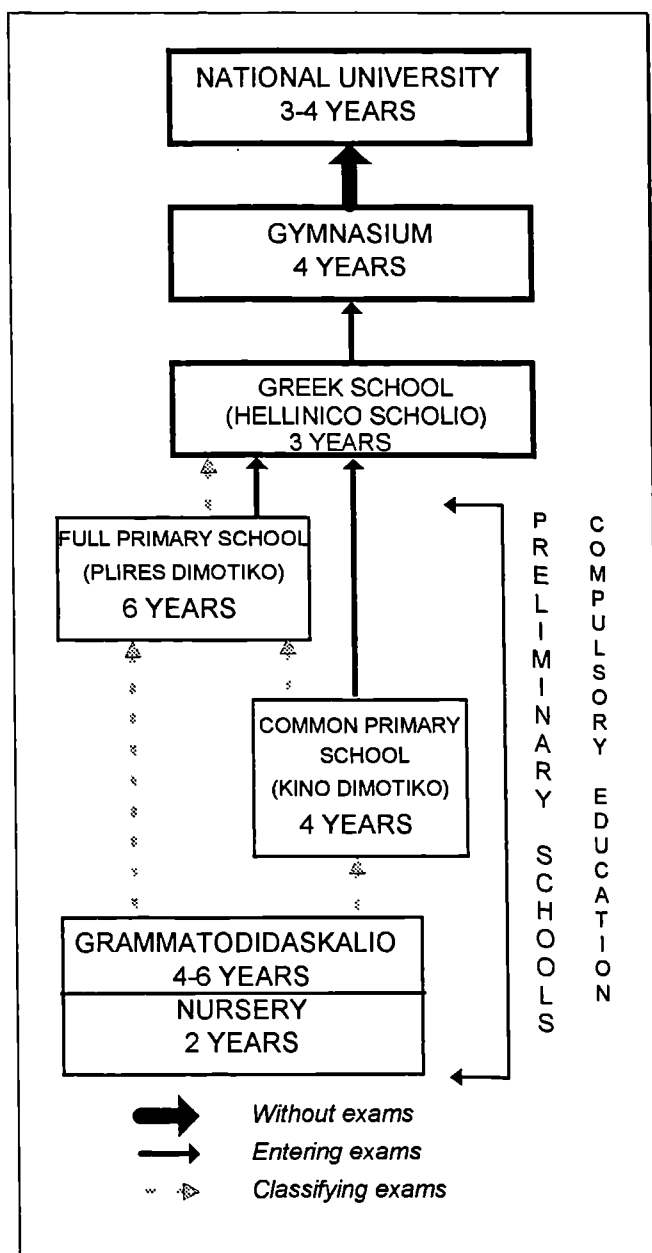 NATIONAL UNIVERSITY
3-4 YEARS
GYMNASIUM
4 YEARS
GREEK SCHOOL
(HELLINICO SCHOLIO)
3 YEARS
FULL PRIMARY SCHOOL
(PLIRES DIMOTIKO)
6 YEARS
COMMON PRIMARY
SCHOOL
(KINO DIMOTIKO)
4 YEARS
GRAMMATODIDASKALIO
4-6 YEARS
NURSERY
2 YEARS
PRELIMINARY SCHOOLS
COMPULSORY EDUCATION
Without exams
Entering exams
Classifying exams